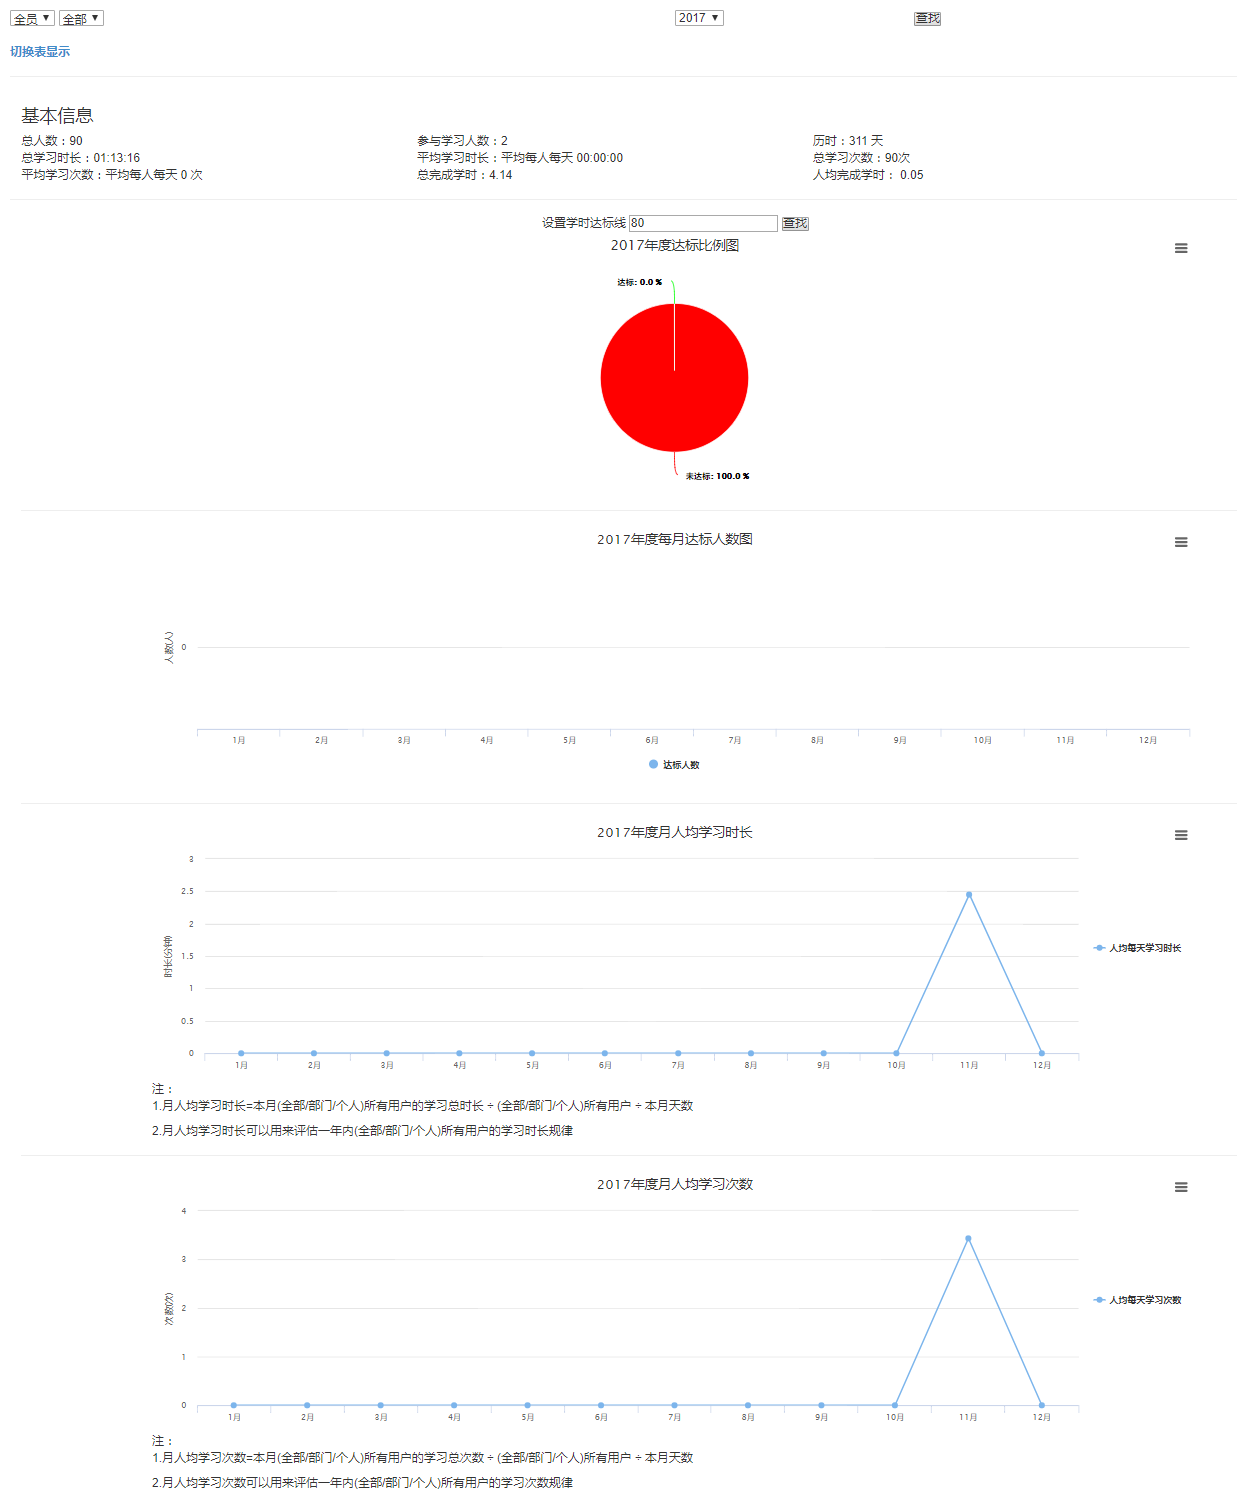 全员 ▼ 全部 ▼ 2017 ▼ 查找
切换表显示
基本信息
总人数：90 参与学习人数：2 历时：311 天
总学习时长：01:13:16 平均学习时长：平均每人每天 00:00:00 总学习次数：90次
平均学习次数：平均每人每天 0 次 总完成学时：4.14 人均完成学时： 0.05
设置学时达标线 80 查找
2017年度达标比例图
达标: 0.0 %
未达标: 100.0 %
2017年度每月达标人数图
人数(人)
0
1月 2月 3月 4月 5月 6月 7月 8月 9月 10月 11月 12月
达标人数
2017年度月人均学习时长
时长(分钟)
3
2.5
2
1.5
1
0.5
0
人均每天学习时长
1月 2月 3月 4月 5月 6月 7月 8月 9月 10月 11月 12月
注：
1.月人均学习时长=本月(全部/部门/个人)所有用户的学习总时长 ÷ (全部/部门/个人)所有用户 ÷ 本月天数
2.月人均学习时长可以用来评估一年内(全部/部门/个人)所有用户的学习时长规律
2017年度月人均学习次数
次数(次)
4
3
2
1
0
人均每天学习次数
1月 2月 3月 4月 5月 6月 7月 8月 9月 10月 11月 12月
注：
1.月人均学习次数=本月(全部/部门/个人)所有用户的学习总次数 ÷ (全部/部门/个人)所有用户 ÷ 本月天数
2.月人均学习次数可以用来评估一年内(全部/部门/个人)所有用户的学习次数规律